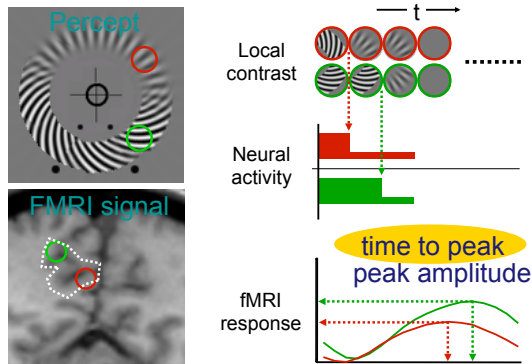 Percept
t
Local
contrast
Neural
activity
FMRI signal
time to peak
peak amplitude
fMRI
response